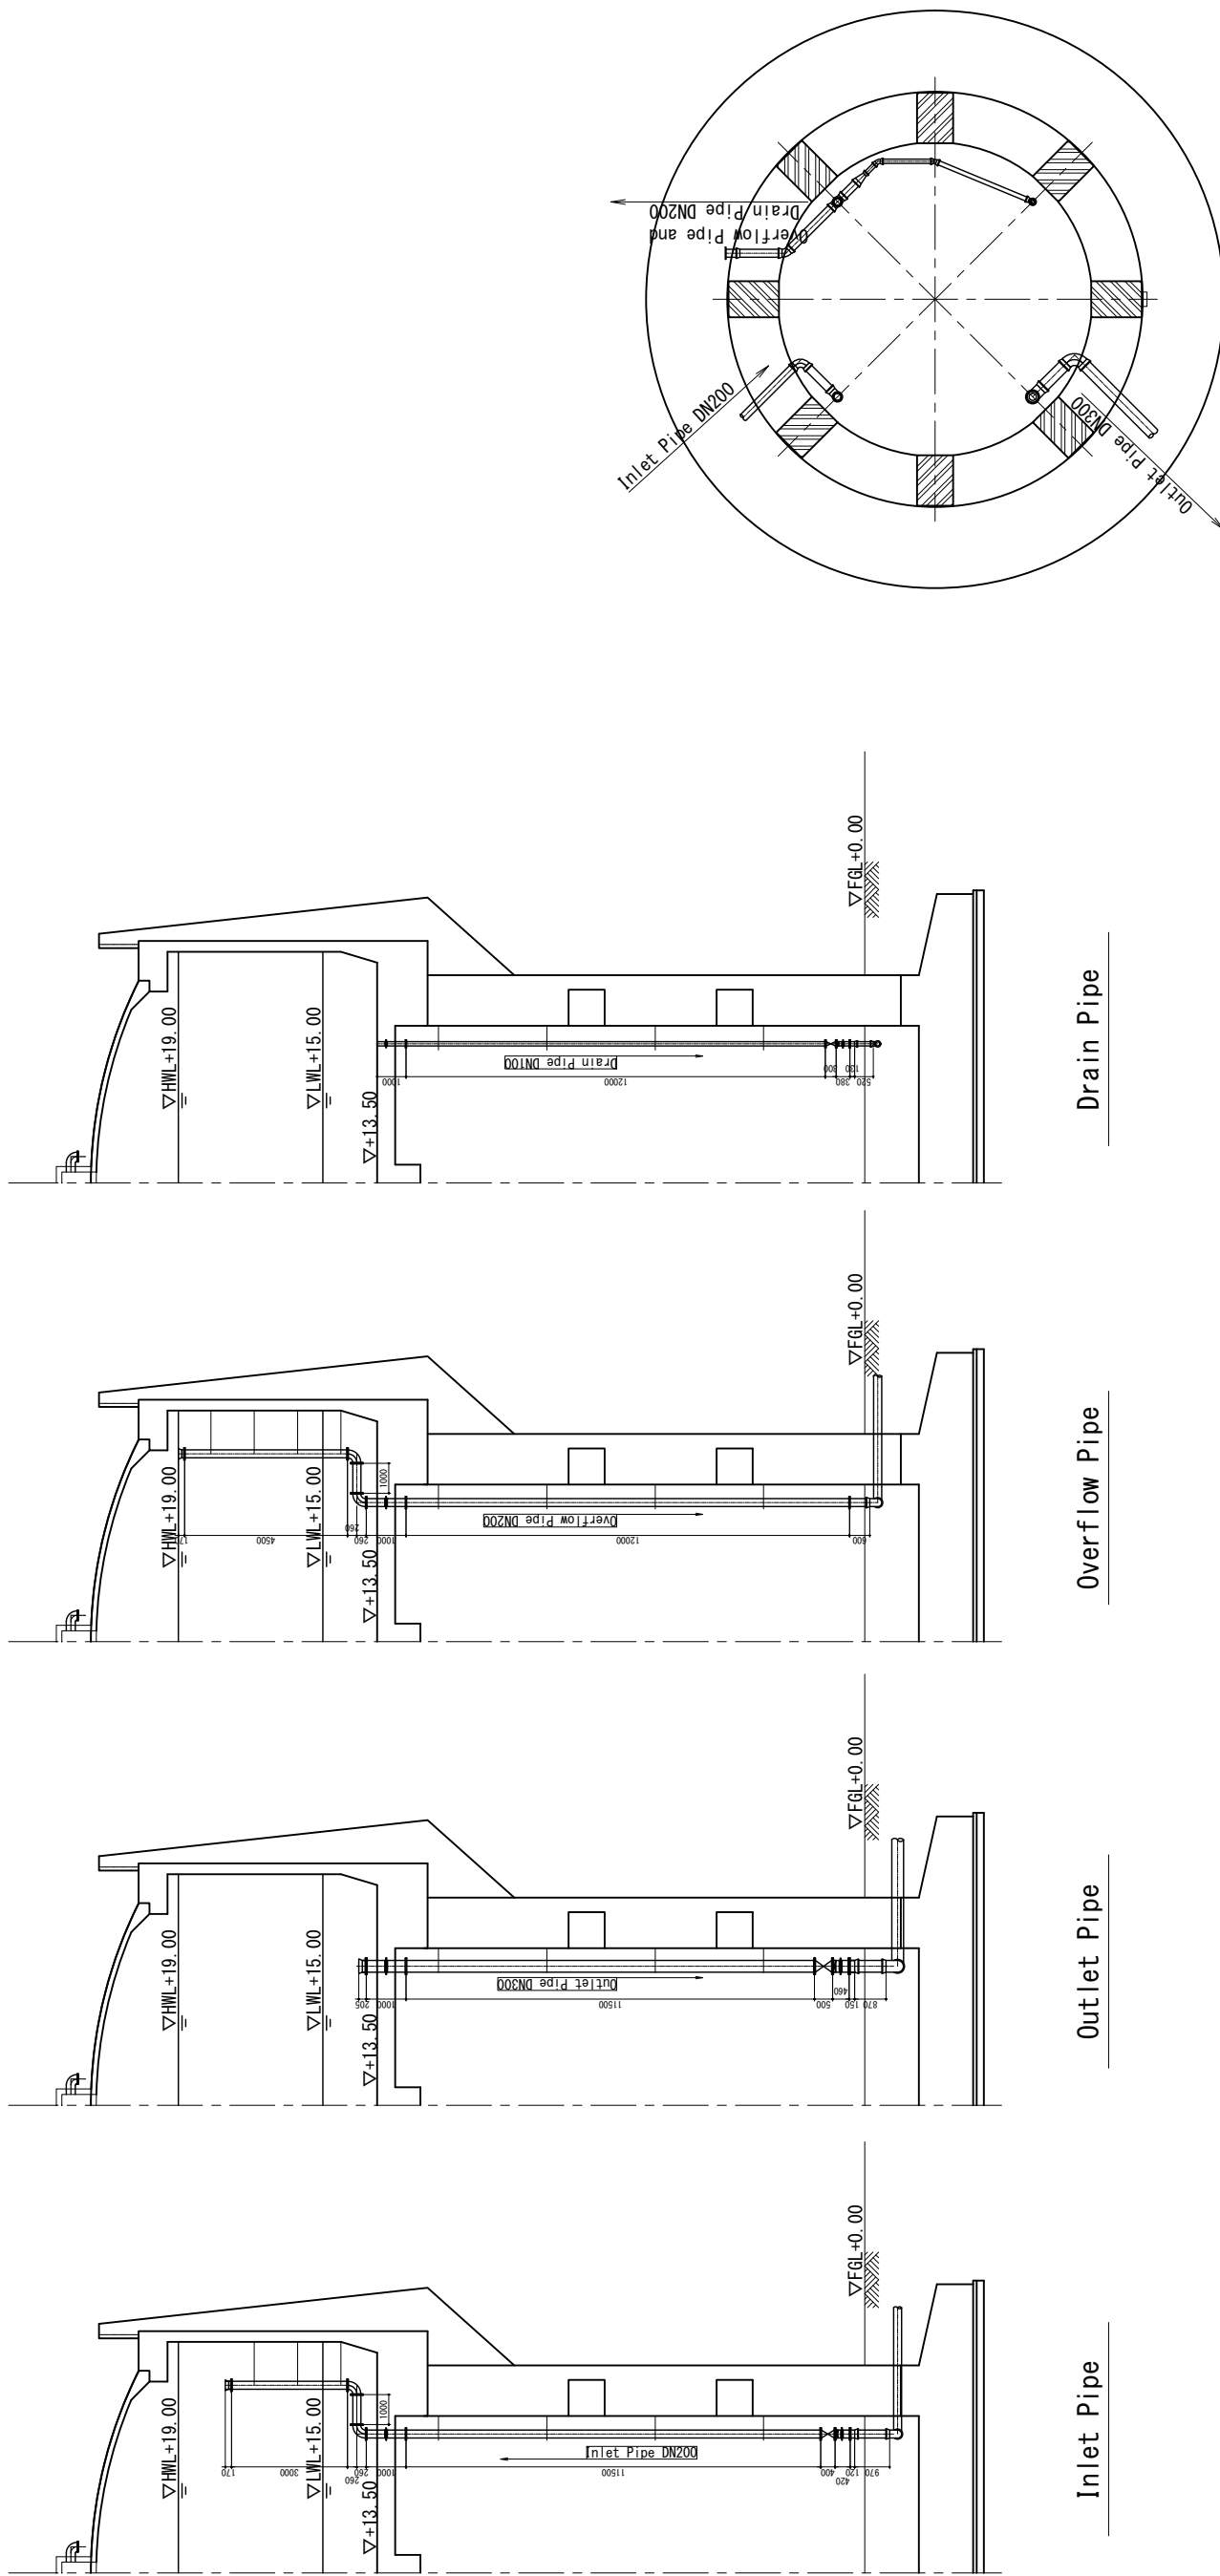 Overflow Pipe and
Drain Pipe DN200
Inlet Pipe DN200
Outlet Pipe DN300
▽HWL+19.00
▽LWL+15.00
▽+13.50
▽FGL+0.00
Drain Pipe DN100
1000
12000
300
380
130
520
Drain Pipe
▽HWL+19.00
▽LWL+15.00
▽+13.50
▽FGL+0.00
Overflow Pipe DN200
170
4500
260
260
1000
1000
12000
600
Overflow Pipe
▽HWL+19.00
▽LWL+15.00
▽+13.50
▽FGL+0.00
Outlet Pipe DN300
205
1000
11500
500
460
150
870
Outlet Pipe
▽HWL+19.00
▽LWL+15.00
▽+13.50
▽FGL+0.00
Inlet Pipe DN200
170
3000
260
260
1000
1000
11500
400
420
120
970
Inlet Pipe